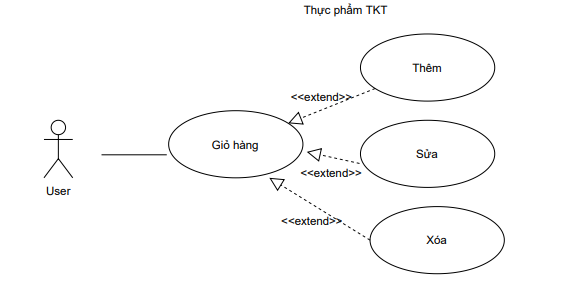 Thực phẩm TKT
Thêm
<<extend>>
Giỏ hàng
Sửa
<<extend>>
User
<<extend>>
Xóa